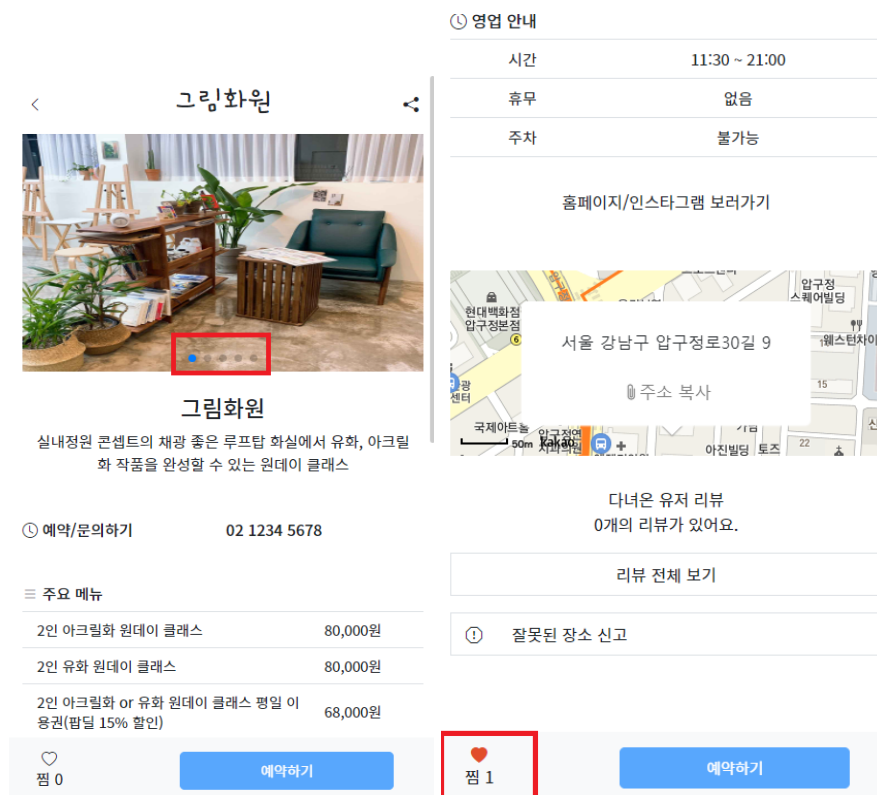 그림화원
그림화원
실내정원 콘셉트의 채광 좋은 루프탑 화실에서 유화, 아크릴
화 작품을 완성할 수 있는 원데이 클래스
예약/문의하기 02 1234 5678
주요 메뉴
2인 아크릴화 원데이 클래스 80,000원
2인 유화 원데이 클래스 80,000원
2인 아크릴화 or 유화 원데이 클래스 평일 이
용권(팝딜 15% 할인) 68,000원
찜 0
예약하기
영업 안내
시간 11:30 ~ 21:00
휴무 없음
주차 불가능
홈페이지/인스타그램 보러가기
압구정
스퀘어빌딩
현대백화점
압구정본점
6
서울 강남구 압구정로30길 9
주소 복사
웨스턴차이
광
센터
15
국제아트홀
50m
kakao
아진빌딩
토즈
22
다녀온 유저 리뷰
0개의 리뷰가 있어요.
리뷰 전체 보기
잘못된 장소 신고
찜 1
예약하기